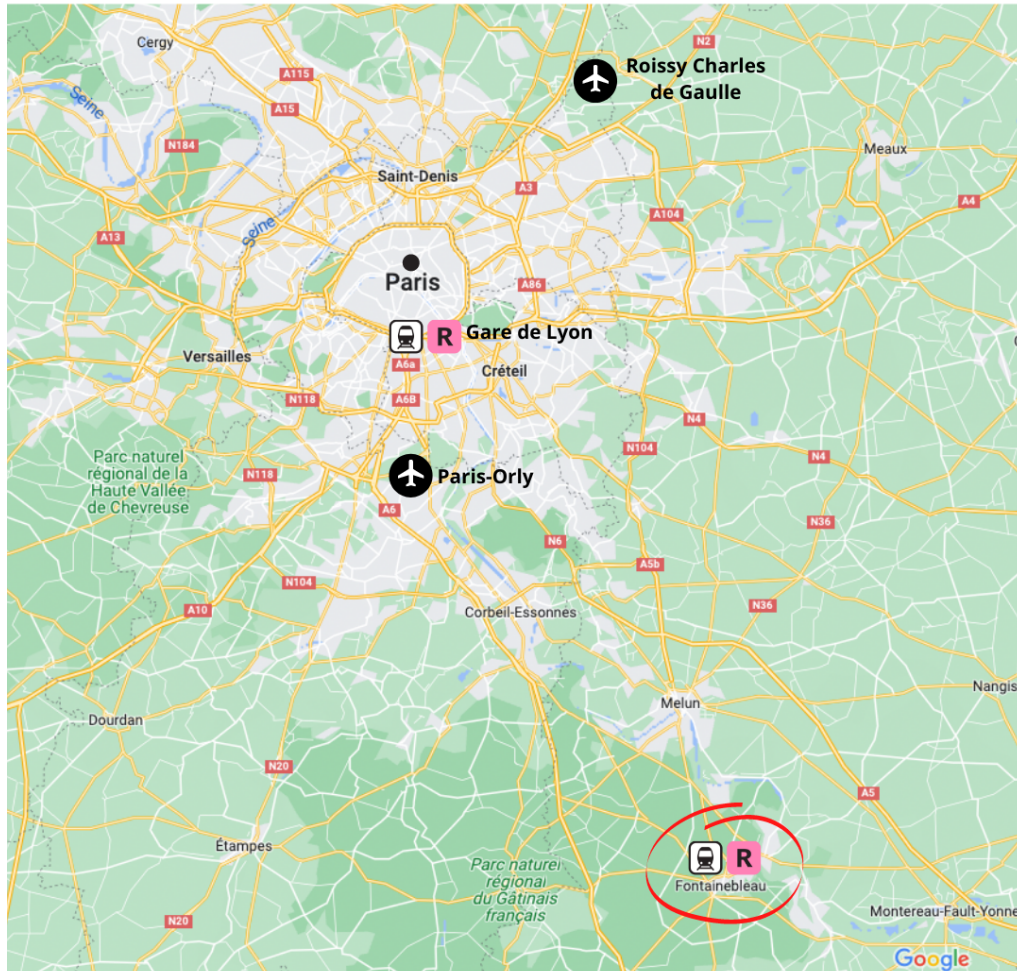 Cergy
N2
Roissy Charles
de Gaulle
A115
Seine
A15
N184
Meaux
Saint-Denis
A3
A4
A104
Seine
A13
Paris
A86
R
Gare de Lyon
Versailles
A6a
Créteil
N118
A6B
N4
N104
N4
Parc naturel
régional de la
Haute Vallée
de Chevreuse
N118
Paris-Orly
A6
N36
N6
A5b
N104
A10
Corbeil-Essonnes
N36
Nangis
Melun
Dourdan
N20
A5
Étampes
R
Fontainebleau
Parc naturel
régional
du Gâtinais
français
N20
Montereau-Fault-Yonne
Google